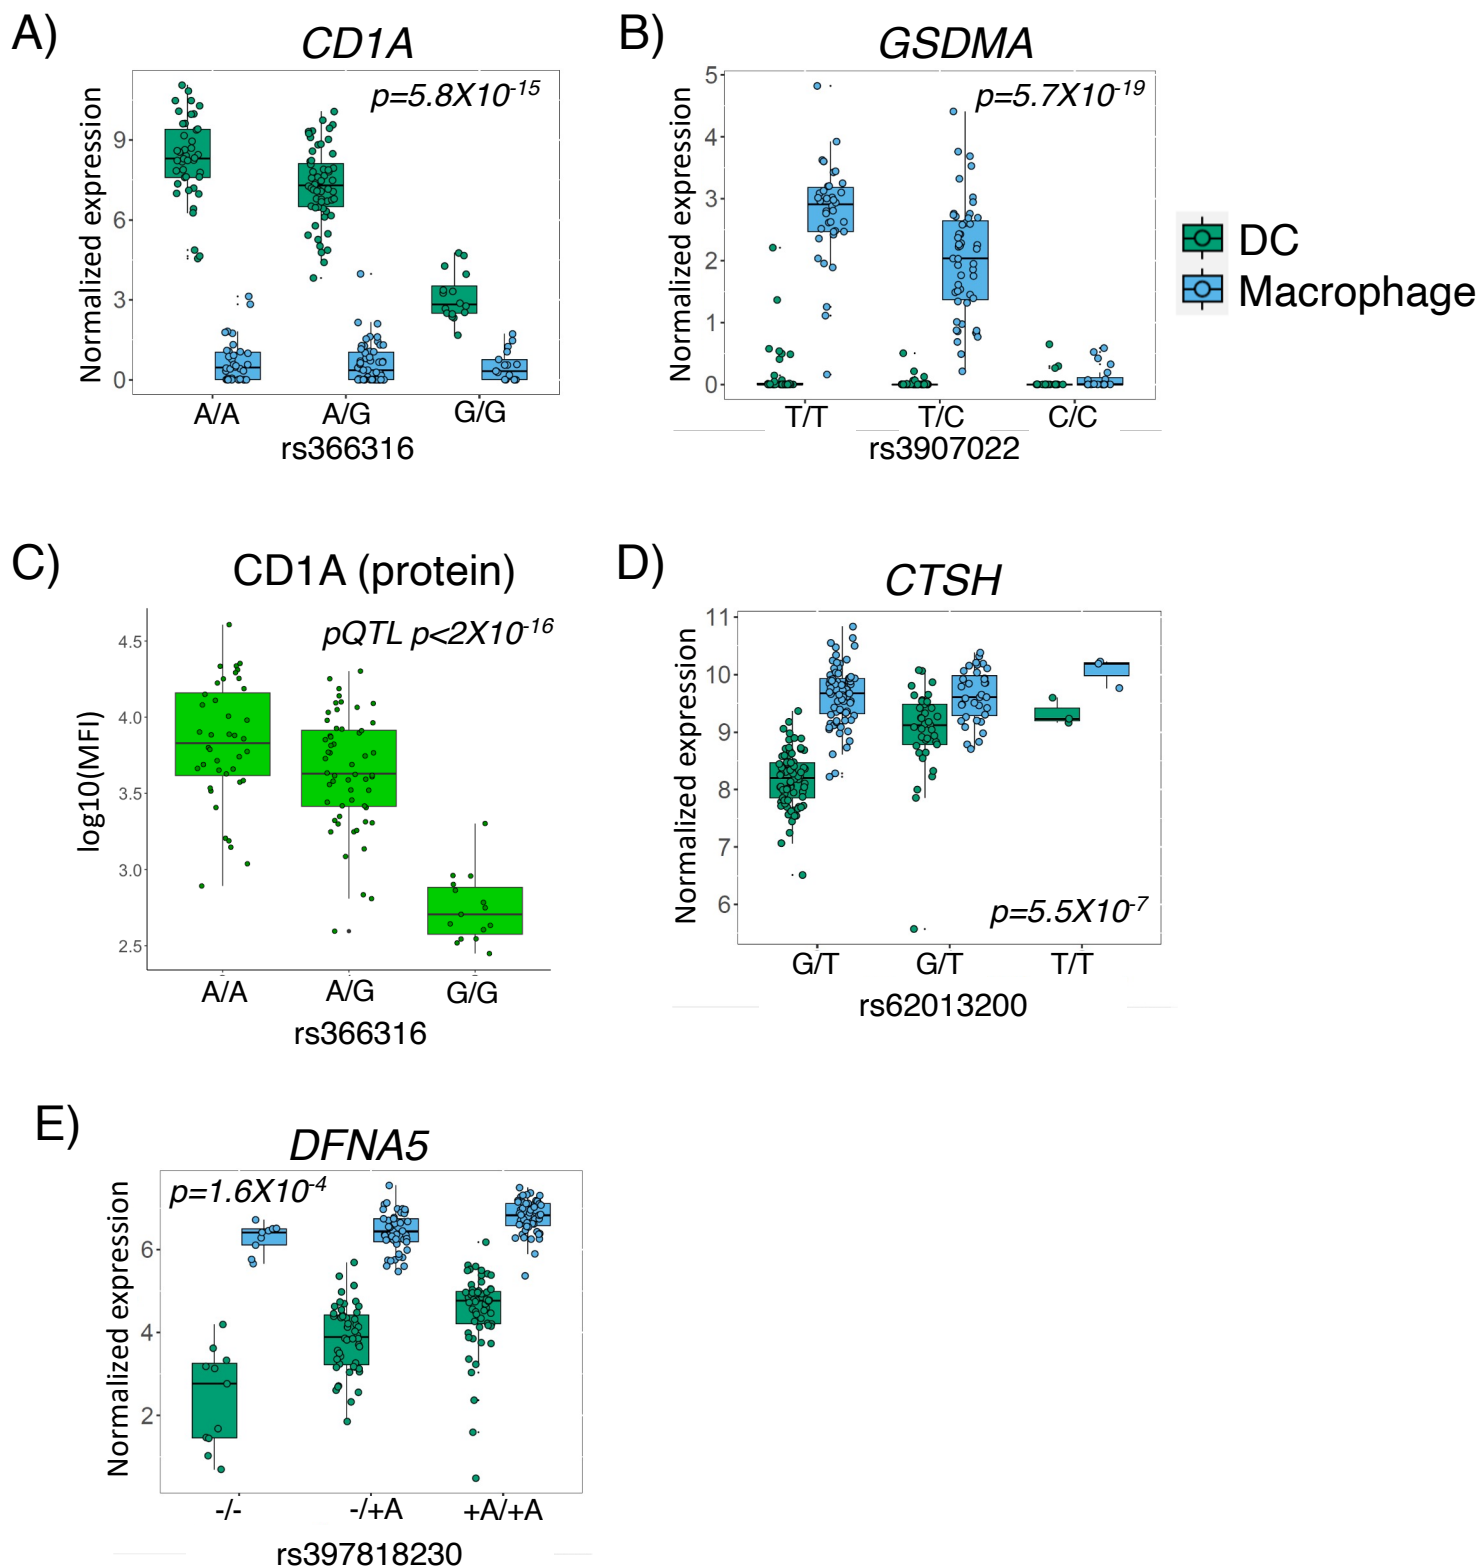 A)
CD1A
p=5.8X10-15
Normalized expression
9
6
3
0
A/A
A/G
G/G
rs366316
B)
GSDMA
p=5.7X10-19
Normalized expression
5
4
3
2
1
0
T/T
T/C
C/C
rs3907022
DC
Macrophage
C)
CD1A (protein)
pQTL p<2X10-16
log10(MFI)
4.5
4.0
3.5
3.0
2.5
A/A
A/G
G/G
rs366316
D)
CTSH
Normalized expression
11
10
9
8
7
6
p=5.5X10-7
G/T
G/T
T/T
rs62013200
E)
DFNA5
p=1.6X10-4
Normalized expression
6
4
2
-/-
-/+A
+A/+A
rs397818230